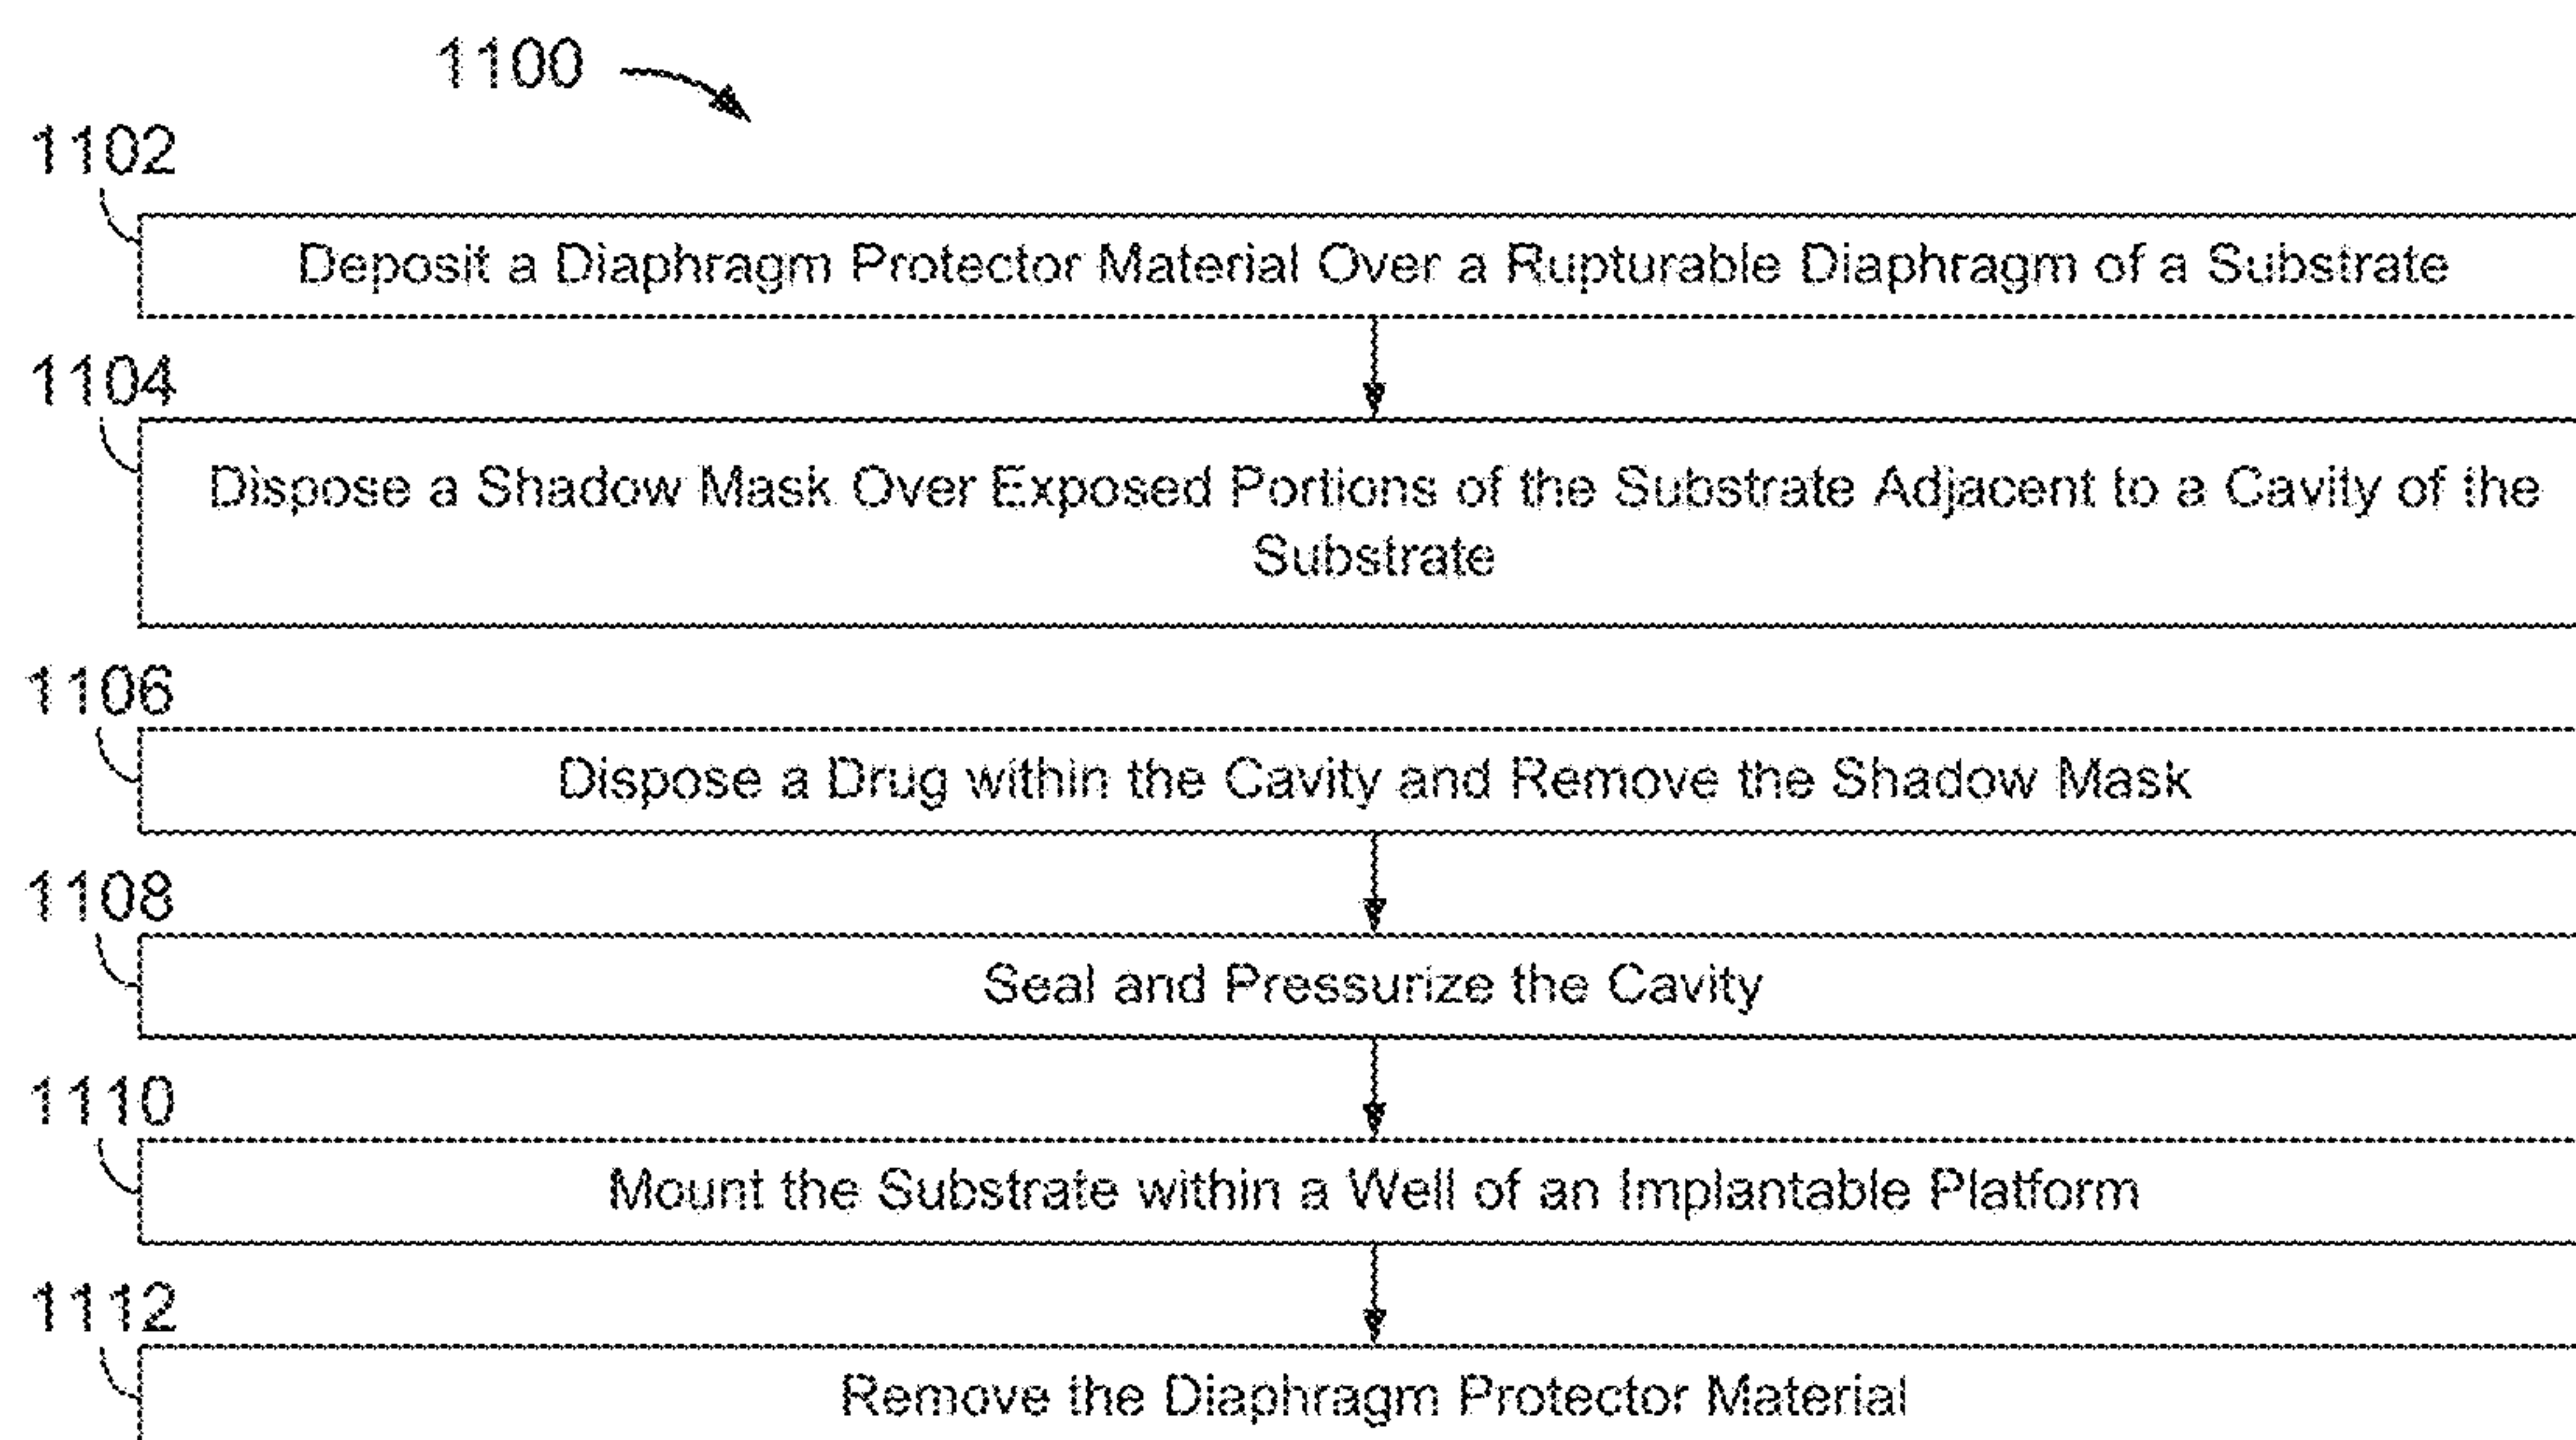 1100
1102
Deposit a Diaphragm Protector Material Over a Rupturable Diaphragm of a Substrate
1104
Dispose a Shadow Mask Over Exposed Portions of the Substrate Adjacent to a Cavity of the
Substrate
1106
Dispose a Drug within the Cavity and Remove the Shadow Mask
1108
Seal and Pressurize the Cavity
1110
Mount the Substrate within a Well of an Implantable Platform
1112
Remove the Diaphragm Protector Material